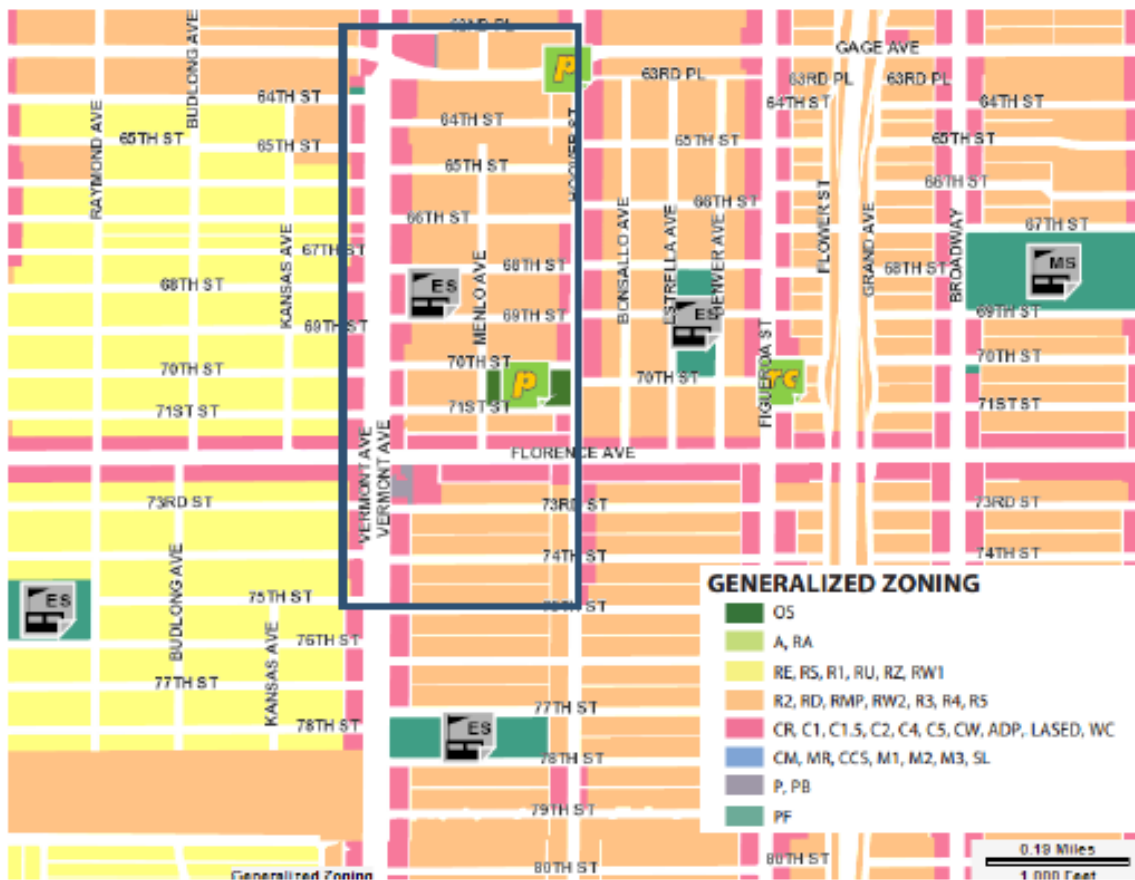 62ND PL
GAGE AVE
BUDLONG AVE
P
63RD PL
63RD PL
63RD PL
64TH ST
64TH ST
64TH ST
64TH ST
RAYMOND AVE
65TH ST
65TH ST
65TH ST
65TH ST
65TH ST
HOOVER ST
66TH ST
66TH ST
66TH ST
67TH ST
67TH ST
KANSAS AVE
MENLO AVE
BONSALLO AVE
ESTRELLA AVE
DENVER AVE
FLOWER ST
GRAND AVE
BROADWAY
68TH ST
68TH ST
68TH ST
ES
ES
MS
69TH ST
69TH ST
69TH ST
FIGUEROA ST
70TH ST
70TH ST
70TH ST
70TH ST
P
rc
71ST ST
71ST ST
71ST ST
VERMONT AVE
VERMONT AVE
FLORENCE AVE
73RD ST
73RD ST
73RD ST
BUDLONG AVE
74TH ST
74TH ST
GENERALIZED ZONING
OS
A, RA
RE, RS, R1, RU, RZ, RW1
R2, RD, RMP, RW2, R3, R4, R5
CR, C1, C1.5, C2, C4, C5, CW, ADP, LASED, WC
CM, MR, CCS, M1, M2, M3, SL
P, PB
PF
ES
75TH ST
75TH ST
KANSAS AVE
76TH ST
77TH ST
77TH ST
78TH ST
ES
78TH ST
79TH ST
80TH ST
80TH ST
Generalized Zoning
0.19 Miles
1,000 Feet